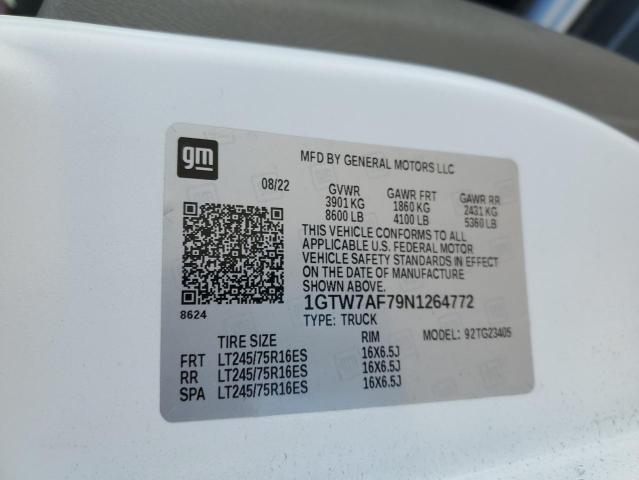 gm
MFD BY GENERAL MOTORS LLC
08/22
GVWR GAWR FRT GAWR RR
3901 KG 1860 KG 2431 KG
8600 LB 4100 LB 5360 LB
THIS VEHICLE CONFORMS TO ALL
APPLICABLE U.S. FEDERAL MOTOR
VEHICLE SAFETY STANDARDS IN EFFECT
ON THE DATE OF MANUFACTURE
SHOWN ABOVE.
8624
1GTW7AF79N1264772
TYPE: TRUCK MODEL: 92TG23405
TIRE SIZE RIM
FRT LT245/75R16ES 16X6.5J
RR LT245/75R16ES 16X6.5J
SPA LT245/75R16ES 16X6.5J